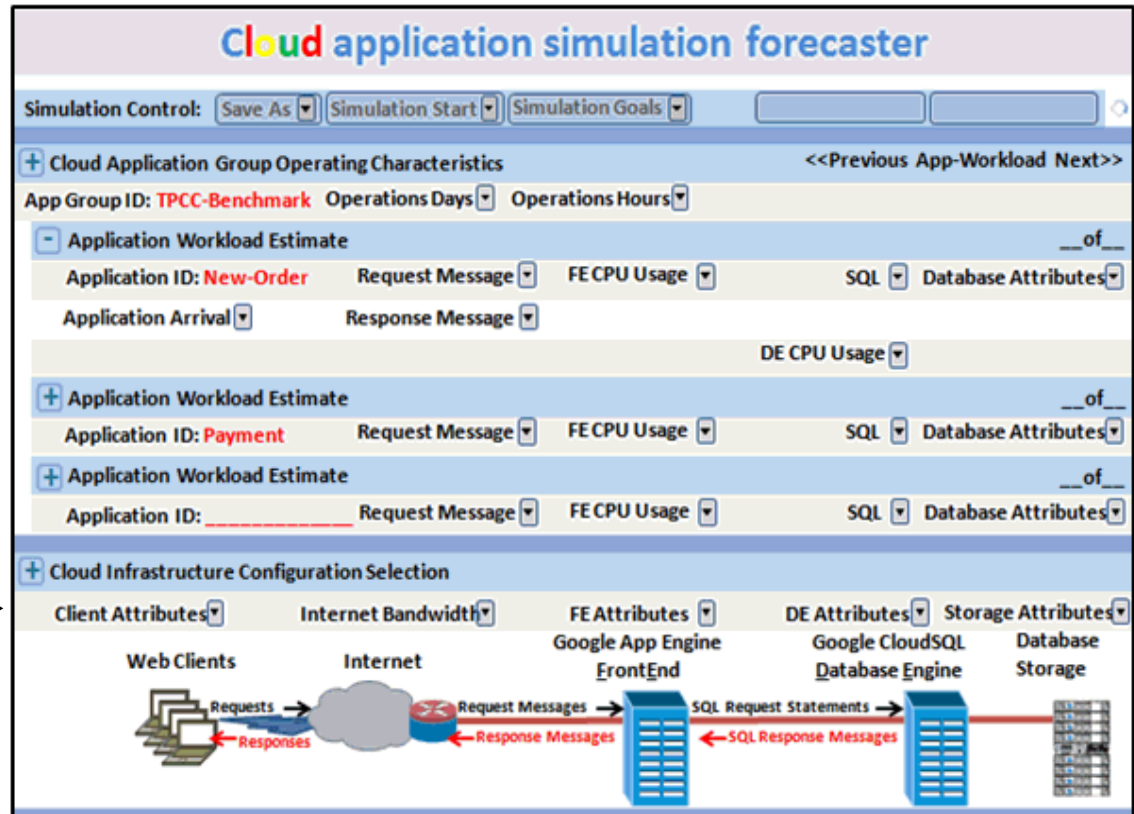 Cloud application simulation forecaster
Simulation Control: Save As Simulation Start Simulation Goals
+ Cloud Application Group Operating Characteristics <<Previous App-Workload Next>>
App Group ID: TPCC-Benchmark Operations Days Operations Hours
- Application Workload Estimate __of__
Application ID: New-Order Request Message FE CPU Usage SQL Database Attributes
Application Arrival Response Message
DE CPU Usage
+ Application Workload Estimate __of__
Application ID: Payment Request Message FE CPU Usage SQL Database Attributes
+ Application Workload Estimate __of__
Application ID: _____________ Request Message FE CPU Usage SQL Database Attributes
+ Cloud Infrastructure Configuration Selection
Client Attributes Internet Bandwidth FE Attributes DE Attributes Storage Attributes
Web Clients Internet Google App Engine Google CloudSQL Database
FrontEnd Database Engine Storage
Requests Request Messages SQL Request Statements
Responses Response Messages SQL Response Messages